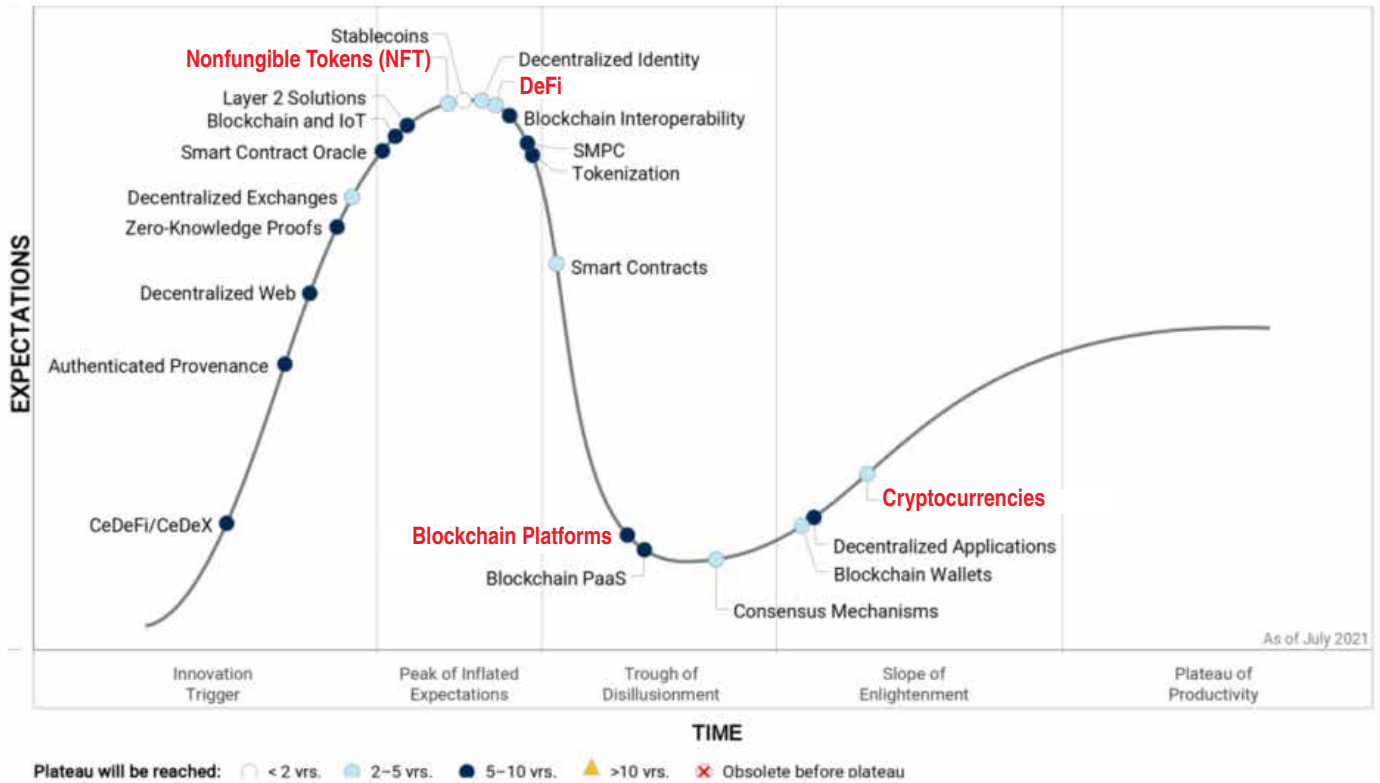 Stablecoins
Nonfungible Tokens (NFT)
Decentralized Identity
DeFi
Layer 2 Solutions
Blockchain and IoT
Blockchain Interoperability
Smart Contract Oracle
SMPC
Tokenization
Decentralized Exchanges
Zero-Knowledge Proofs
Smart Contracts
Decentralized Web
Authenticated Provenance
EXPECTATIONS
CeDeFi/CeDeX
Blockchain Platforms
Blockchain PaaS
Cryptocurrencies
Decentralized Applications
Blockchain Wallets
Consensus Mechanisms
As of July 2021
Innovation
Trigger
Peak of Inflated
Expectations
Trough of
Disillusionment
Slope of
Enlightenment
Plateau of
Productivity
TIME
Plateau will be reached: < 2 yrs. 2–5 yrs. 5–10 yrs. >10 yrs. Obsolete before plateau